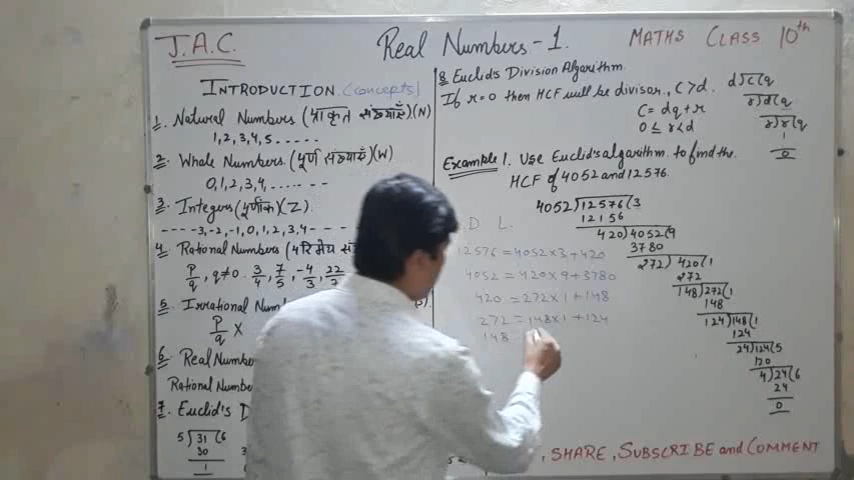 J.A.C.
Real Numbers-1.
MATHS CLASS 10th
INTRODUCTION (concepts)
1. Natural Numbers (प्राकृत संख्याएँ)(N)
1,2,3,4,5.....
2. Whole Numbers (पूर्ण संख्याएँ)(W)
0,1,2,3,4,.......
3. Integers (पूर्णांक)(Z).
----3,-2,-1,0,1,2,3,4----
4. Rational Numbers (परिमेय
p/q, q≠0. 3/4, 7/5, -4/3, 22/7
5. Irrational
p/q X
6.
Rational Numbe
7. Euclid's D
5)31(6
30
1
8. Euclid's Division Algorithm.
If r=0 then HCF will be divisor., C>d.
C=dq+r
0≤r<d
d)C(q
r)d(q
r)r(q
1
0
Example 1. Use Euclid's algorithm to find the
HCF of 4052 and 12576.
D L.
12576 = 4052×3+420
4052 = 420×9+3780
420 = 272×1+148
272 = 148×1+124
148 =
4052)12576(3
12156
420)4052(9
3780
272)420(1
272
148)272(1
148
124)148(1
124
24)124(5
120
4)24(6
24
0
, SHARE, SUBSCRIBE and COMMENT